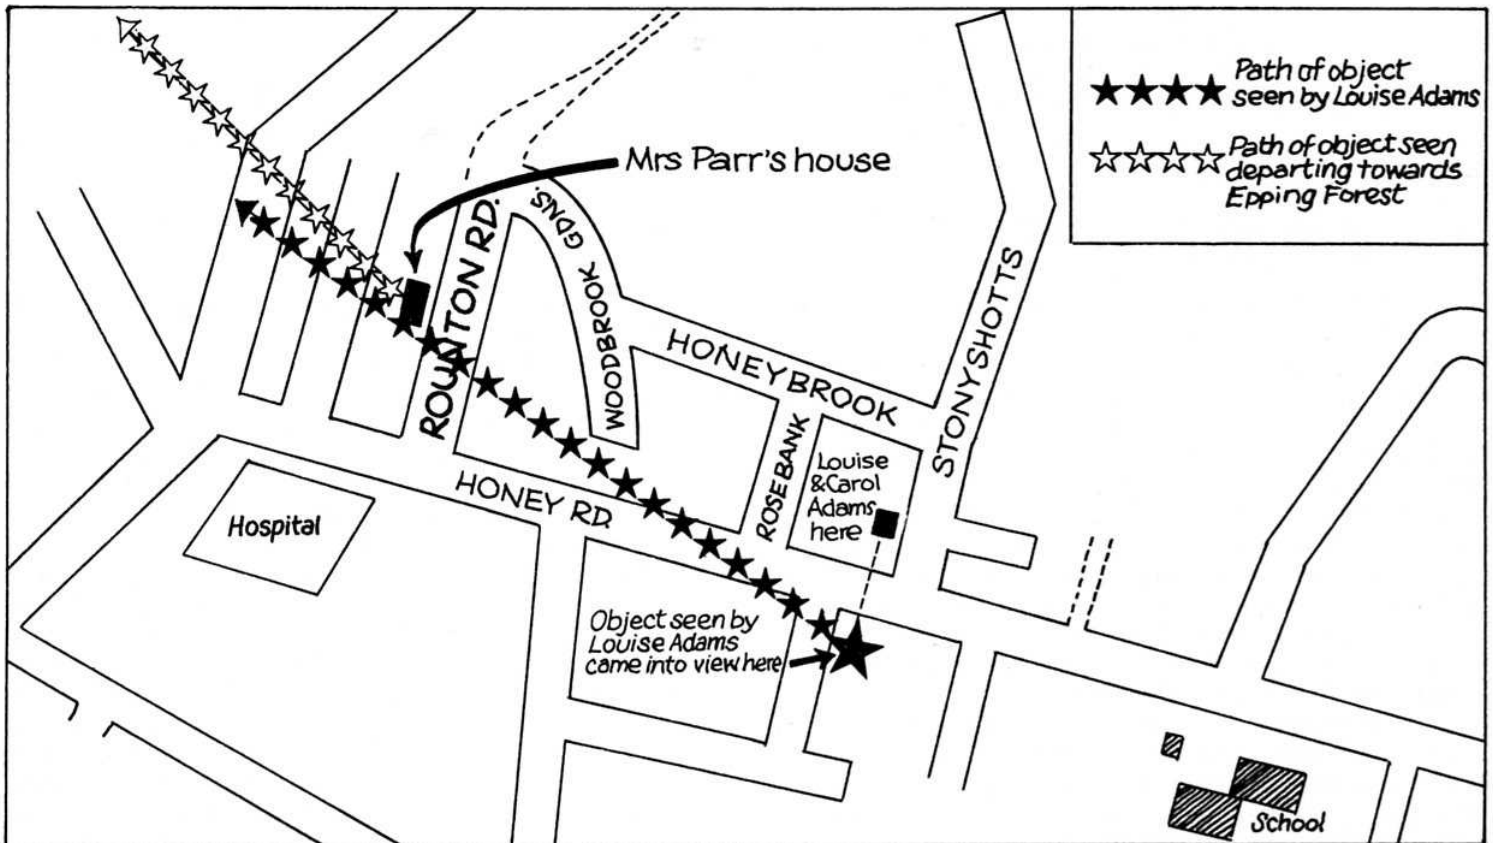 Path of object
seen by Louise Adams
Path of object seen
departing towards
Epping Forest
Mrs Parr's house
ROUNTON RD.
WOODBROOK GDNS.
HONEYBROOK
STONYSHOTTS
ROSEBANK
Louise
&Carol
Adams
here
HONEY RD.
Hospital
Object seen by
Louise Adams
came into view here
School